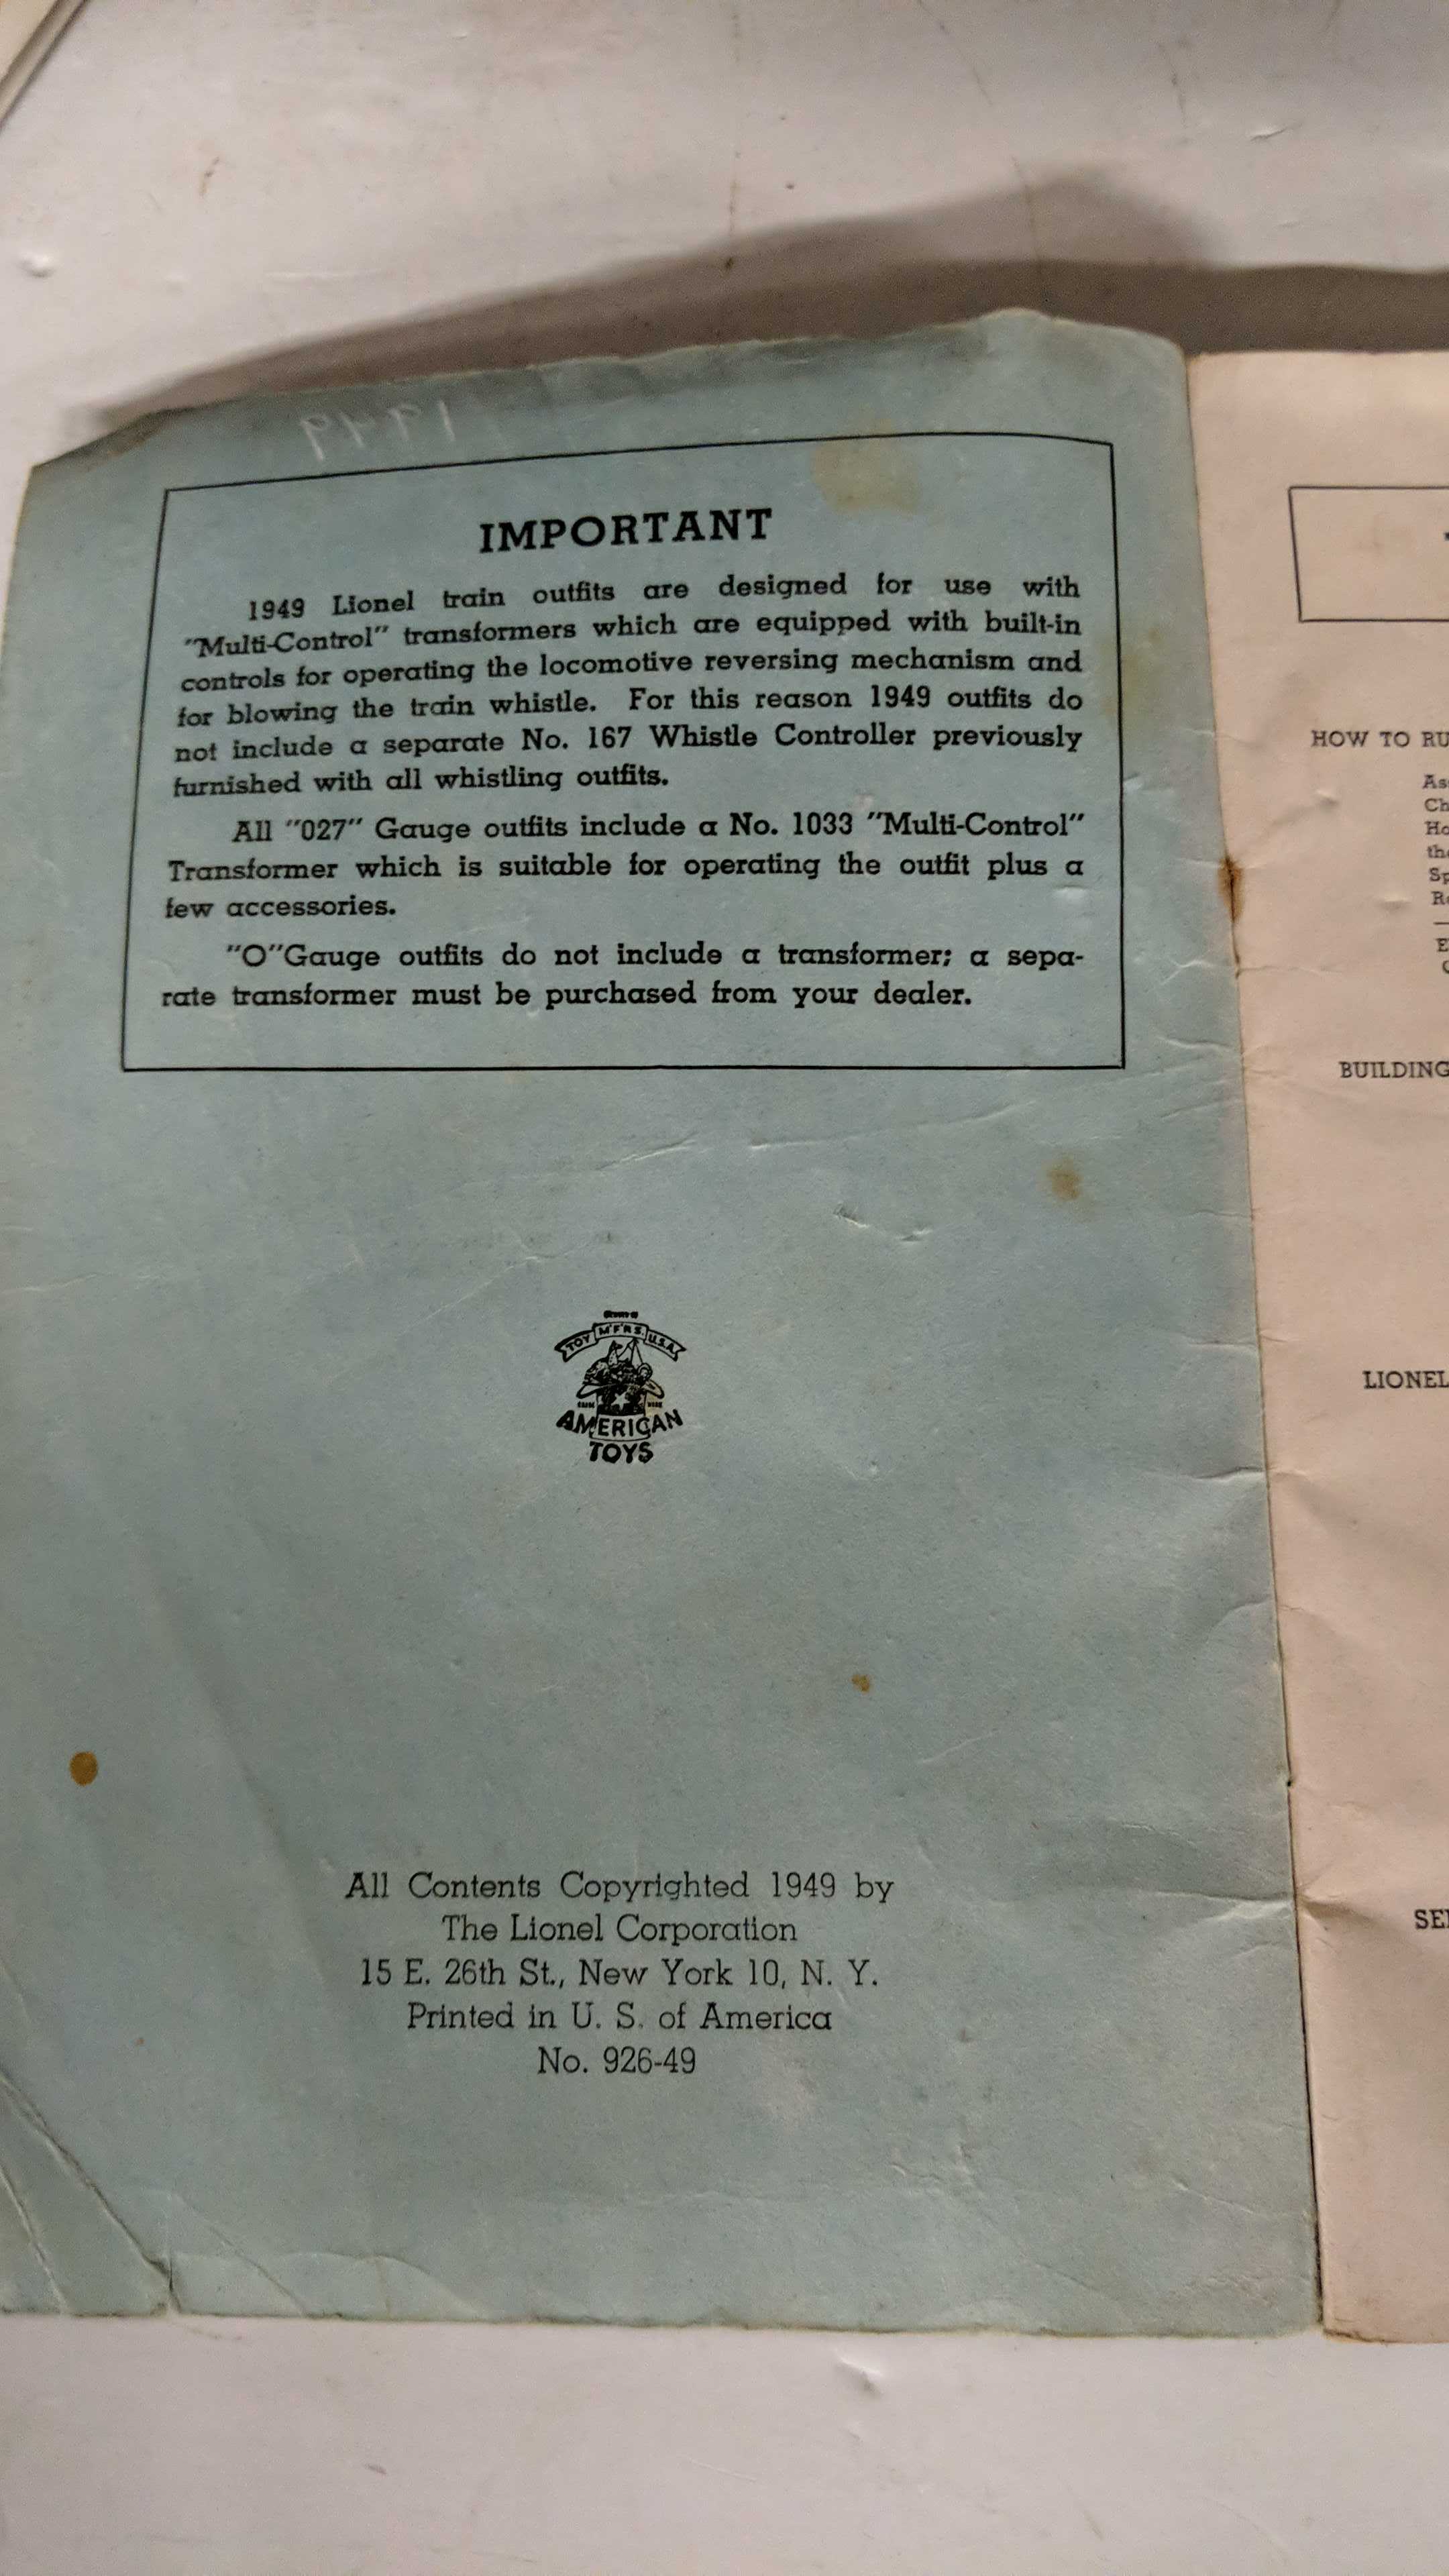 IMPORTANT
1949 Lionel train outfits are designed for use with
"Multi-Control" transformers which are equipped with built-in
controls for operating the locomotive reversing mechanism and
for blowing the train whistle. For this reason 1949 outfits do
not include a separate No. 167 Whistle Controller previously
furnished with all whistling outfits.
All "027" Gauge outfits include a No. 1033 "Multi-Control"
Transformer which is suitable for operating the outfit plus a
few accessories.
"O"Gauge outfits do not include a transformer; a sepa-
rate transformer must be purchased from your dealer.
TOY M'F'R'S. U.S.A.
AMERICAN
TOYS
All Contents Copyrighted 1949 by
The Lionel Corporation
15 E. 26th St., New York 10, N. Y.
Printed in U. S. of America
No. 926-49
HOW TO RU
As
Ch
Ho
the
Sp
Re
BUILDING
LIONEL
SE